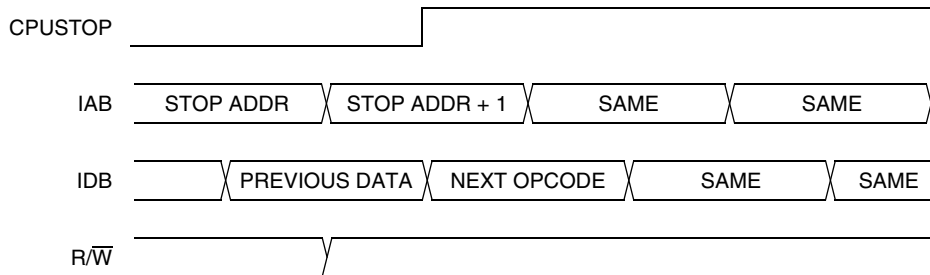 CPUSTOP
IAB STOP ADDR STOP ADDR + 1 SAME SAME
IDB PREVIOUS DATA NEXT OPCODE SAME SAME
R/W̅